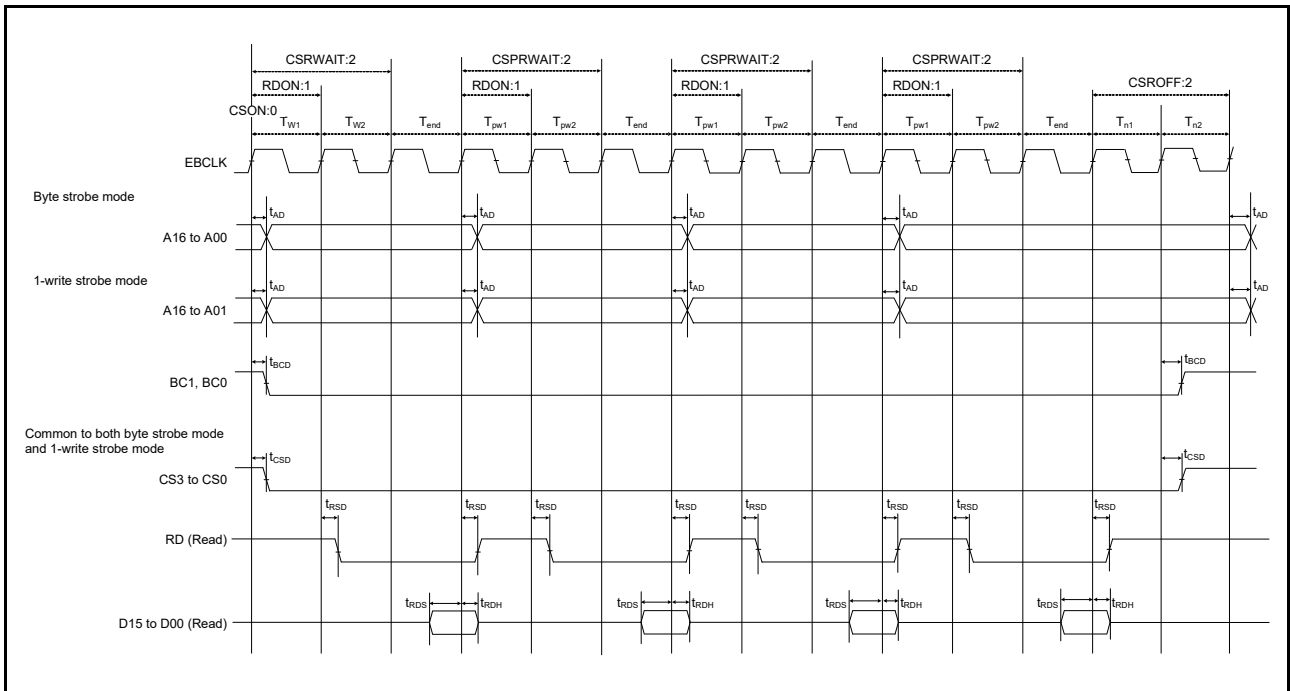 CSRWAIT:2 CSPRWAIT:2 CSPRWAIT:2 CSPRWAIT:2
RDON:1 RDON:1 RDON:1 RDON:1 CSROFF:2
CSON:0
TW1 TW2 Tend Tpw1 Tpw2 Tend Tpw1 Tpw2 Tend Tpw1 Tpw2 Tend Tn1 Tn2
EBCLK
Byte strobe mode
tAD tAD tAD tAD tAD
A16 to A00
1-write strobe mode
tAD tAD tAD tAD tAD
A16 to A01
tBCD tBCD
BC1, BC0
Common to both byte strobe mode
and 1-write strobe mode
tCSD tCSD
CS3 to CS0
tRSD tRSD tRSD tRSD tRSD tRSD tRSD tRSD
RD (Read)
tRDS tRDH tRDS tRDH tRDS tRDH tRDS tRDH
D15 to D00 (Read)